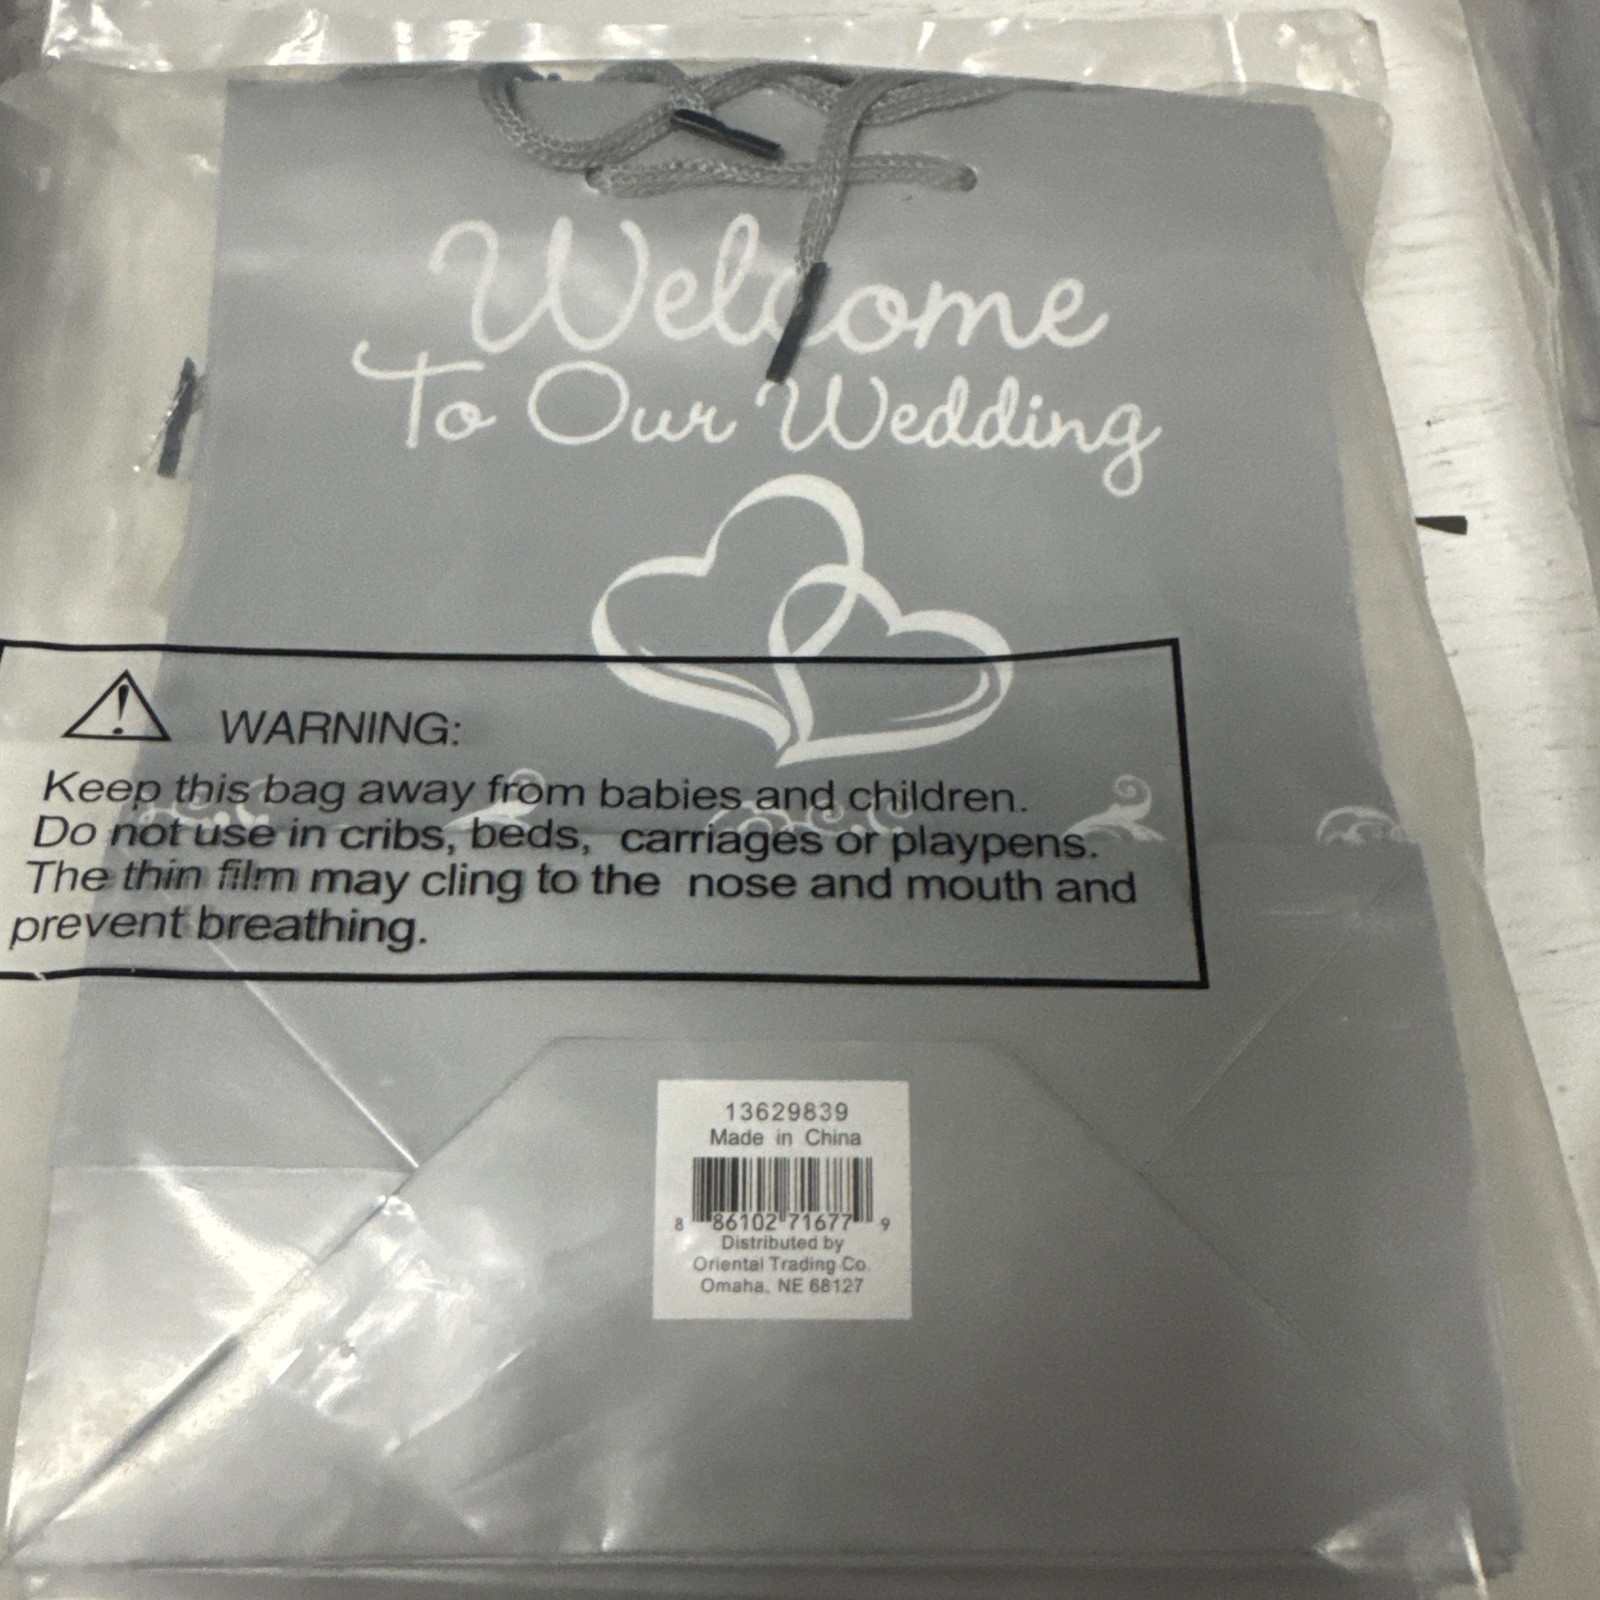 Welcome
To Our Wedding
WARNING:
Keep this bag away from babies and children.
Do not use in cribs, beds, carriages or playpens.
The thin film may cling to the nose and mouth and
prevent breathing.
13629839
Made in China
8 86102 71677 9
Distributed by
Oriental Trading Co.
Omaha, NE 68127